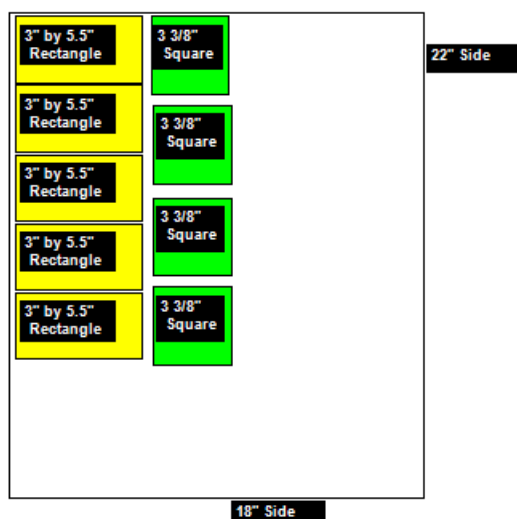 3" by 5.5"
Rectangle
3 3/8"
Square
22" Side
3" by 5.5"
Rectangle
3 3/8"
Square
3" by 5.5"
Rectangle
3 3/8"
Square
3" by 5.5"
Rectangle
3" by 5.5"
Rectangle
3 3/8"
Square
18" Side